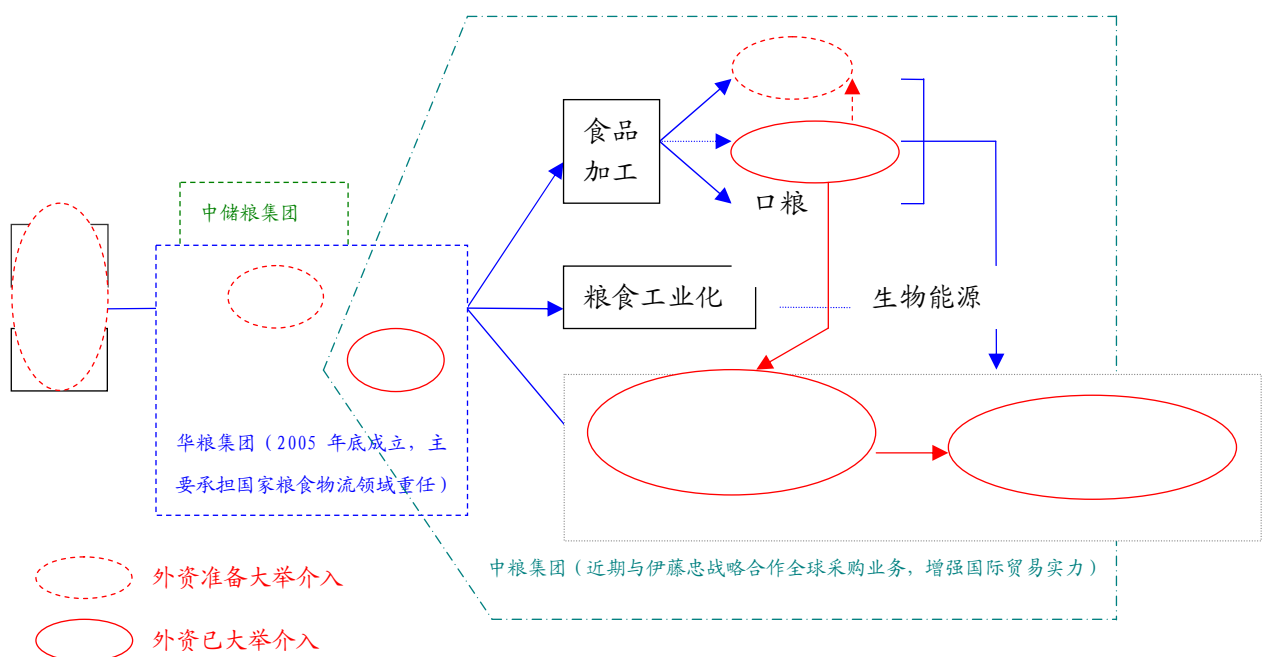 食品
加工
口粮
中储粮集团
粮食工业化
生物能源
华粮集团（2005 年底成立，主
要承担国家粮食物流领域重任）
中粮集团（近期与伊藤忠战略合作全球采购业务，增强国际贸易实力）
外资准备大举介入
外资已大举介入